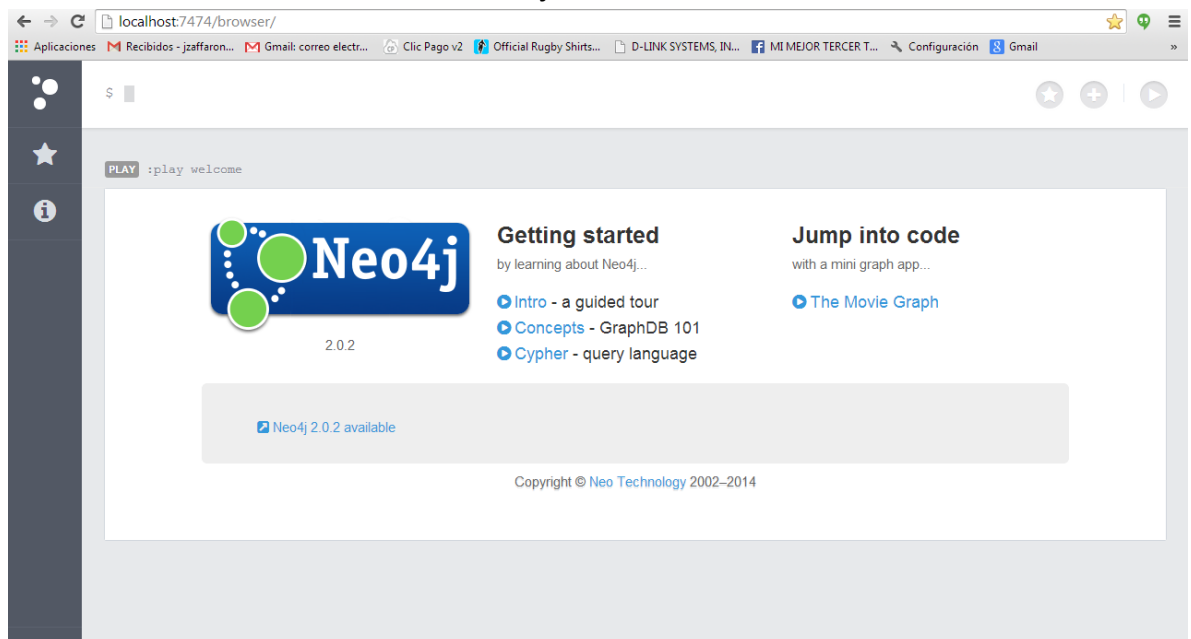 localhost:7474/browser/
Aplicaciones Recibidos - jzaffaron... Gmail: correo electr... Clic Pago v2 Official Rugby Shirts... D-LINK SYSTEMS, IN... MI MEJOR TERCER T... Configuración Gmail »
$
PLAY :play welcome
Neo4j
2.0.2
Getting started
by learning about Neo4j...
Intro - a guided tour
Concepts - GraphDB 101
Cypher - query language
Jump into code
with a mini graph app...
The Movie Graph
Neo4j 2.0.2 available
Copyright © Neo Technology 2002–2014